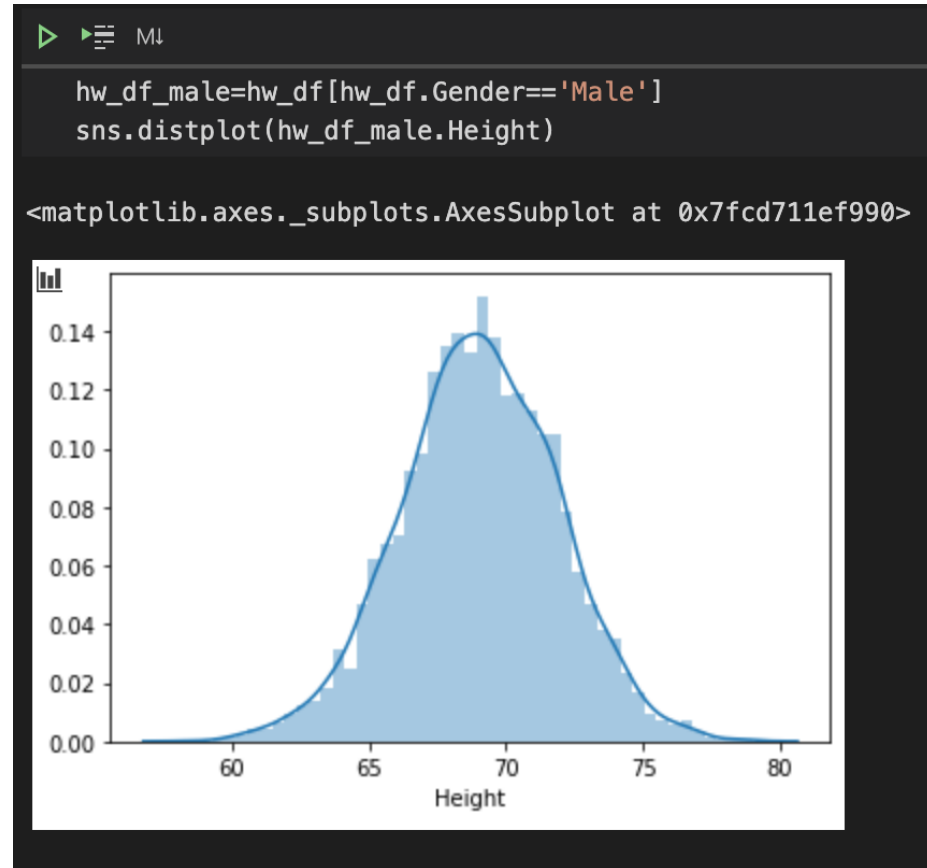 M↓
hw_df_male=hw_df[hw_df.Gender=='Male']
sns.distplot(hw_df_male.Height)
<matplotlib.axes._subplots.AxesSubplot at 0x7fcd711ef990>
0.14
0.12
0.10
0.08
0.06
0.04
0.02
0.00
60 65 70 75 80
Height